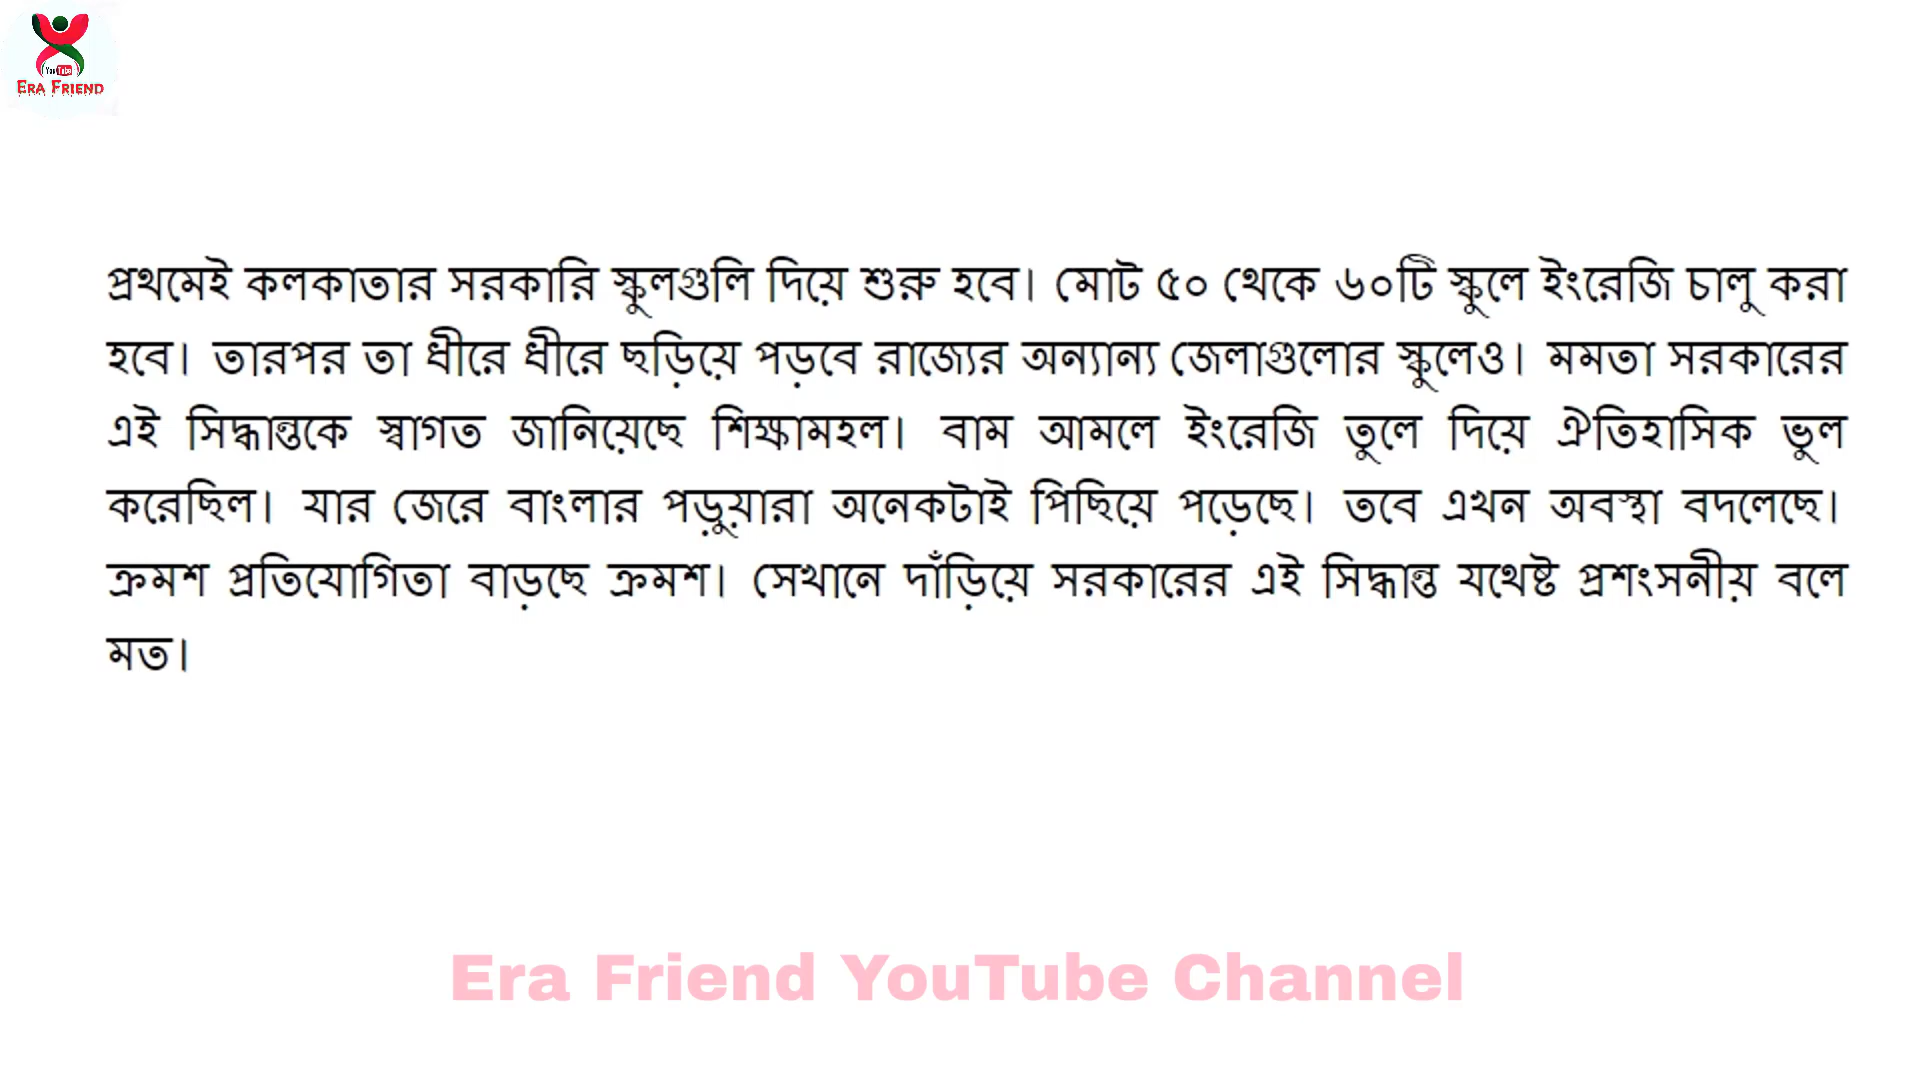 YouTube
ERA FRIEND
প্রথমেই কলকাতার সরকারি স্কুলগুলি দিয়ে শুরু হবে। মোট ৫০ থেকে ৬০টি স্কুলে ইংরেজি চালু করা
হবে। তারপর তা ধীরে ধীরে ছড়িয়ে পড়বে রাজ্যের অন্যান্য জেলাগুলোর স্কুলেও। মমতা সরকারের
এই সিদ্ধান্তকে স্বাগত জানিয়েছে শিক্ষামহল। বাম আমলে ইংরেজি তুলে দিয়ে ঐতিহাসিক ভুল
করেছিল। যার জেরে বাংলার পড়ুয়ারা অনেকটাই পিছিয়ে পড়েছে। তবে এখন অবস্থা বদলেছে।
ক্রমশ প্রতিযোগিতা বাড়ছে ক্রমশ। সেখানে দাঁড়িয়ে সরকারের এই সিদ্ধান্ত যথেষ্ট প্রশংসনীয় বলে
মত।
Era Friend YouTube Channel